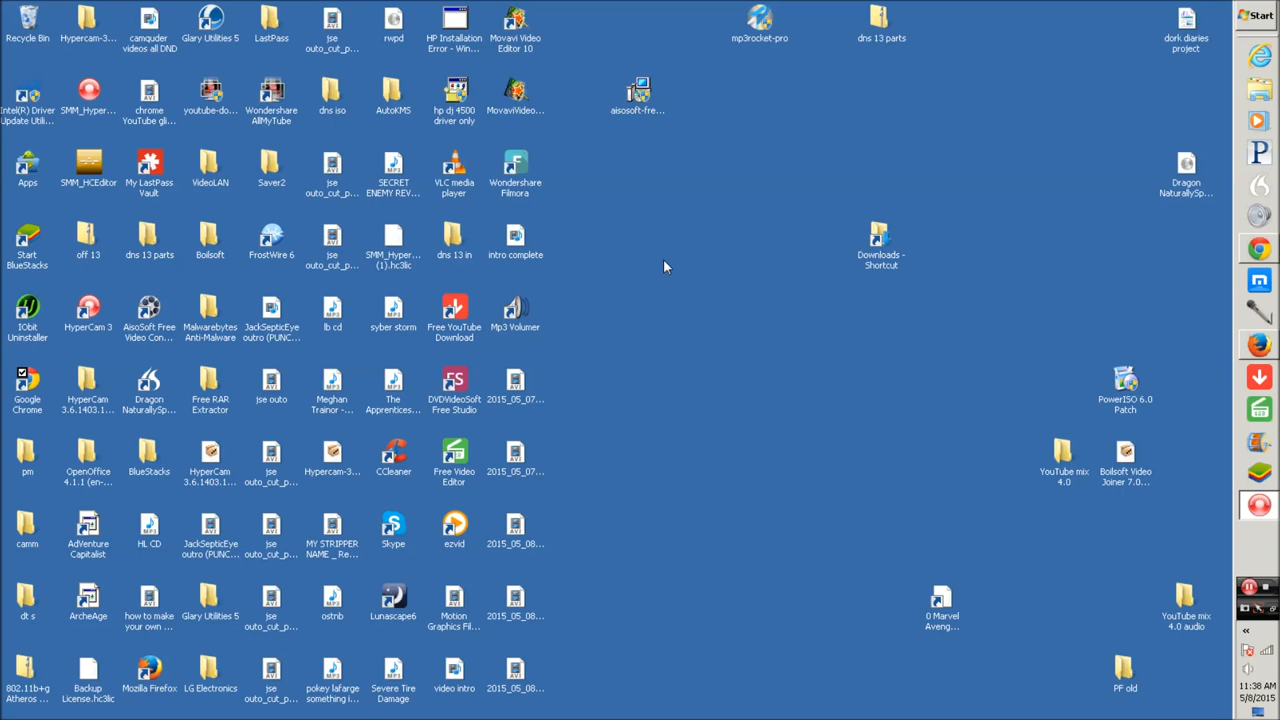 Recycle Bin
Hypercam-3...
camquder
videos all DND
Glary Utilities 5
LastPass
jse
outo_cut_p...
rwpd
HP Installation
Error - Win...
Movavi Video
Editor 10
mp3rocket-pro
dns 13 parts
dork diaries
project
Start
Intel(R) Driver
Update Utili...
SMM_Hyper...
chrome
YouTube gli...
youtube-do...
Wondershare
AllMyTube
dns iso
AutoKMS
hp dj 4500
driver only
MovaviVideo...
aisosoft-fre...
Apps
SMM_HCEditor
My LastPass
Vault
VideoLAN
Saver2
jse
outo_cut_p...
SECRET
ENEMY REV...
VLC media
player
Wondershare
Filmora
Dragon
NaturallySp...
Start
BlueStacks
off 13
dns 13 parts
Boilsoft
FrostWire 6
jse
outo_cut_p...
SMM_Hyper...
(1).hc3lic
dns 13 in
intro complete
Downloads -
Shortcut
IObit
Uninstaller
HyperCam 3
AisoSoft Free
Video Con...
Malwarebytes
Anti-Malware
JackSepticEye
outro (PUNC...
lb cd
syber storm
Free YouTube
Download
Mp3 Volumer
Google
Chrome
HyperCam
3.6.1403.1...
Dragon
NaturallySp...
Free RAR
Extractor
jse outo
Meghan
Trainor -...
The
Apprentices...
DVDVideoSoft
Free Studio
2015_05_07...
PowerISO 6.0
Patch
pm
OpenOffice
4.1.1 (en-...
BlueStacks
HyperCam
3.6.1403.1...
jse
outo_cut_p...
Hypercam-3...
CCleaner
Free Video
Editor
2015_05_07...
YouTube mix
4.0
Boilsoft Video
Joiner 7.0...
camm
AdVenture
Capitalist
HL CD
JackSepticEye
outro (PUNC...
jse
outo_cut_p...
MY STRIPPER
NAME _ Re...
Skype
ezvid
2015_05_08...
dt s
ArcheAge
how to make
your own ...
Glary Utilities 5
jse
outo_cut_p...
ostnb
Lunascape6
Motion
Graphics Fil...
2015_05_08...
0 Marvel
Aveng...
YouTube mix
4.0 audio
802.11b+g
Atheros ...
Backup
License.hc3lic
Mozilla Firefox
LG Electronics
jse
outo_cut_p...
pokey lafarge
something i...
Severe Tire
Damage
video intro
2015_05_08...
PF old
11:38 AM
5/8/2015